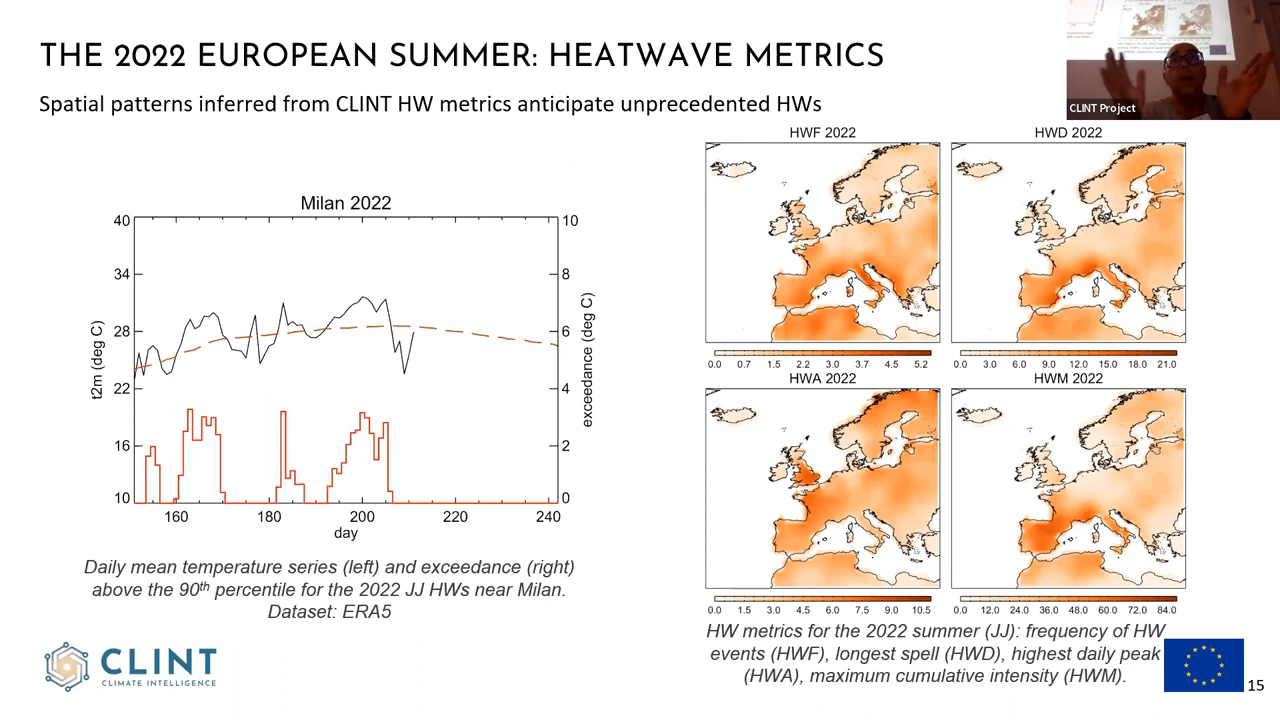 THE 2022 EUROPEAN SUMMER: HEATWAVE METRICS
Spatial patterns inferred from CLINT HW metrics anticipate unprecedented HWs
CLINT Project
Milan 2022
40
34
28
22
16
10
t2m (deg C)
10
8
6
4
2
0
exceedance (deg C)
160 180 200 220 240
day
Daily mean temperature series (left) and exceedance (right)
above the 90th percentile for the 2022 JJ HWs near Milan.
Dataset: ERA5
HWF 2022
0.0 0.7 1.5 2.2 3.0 3.7 4.5 5.2
HWD 2022
0.0 3.0 6.0 9.0 12.0 15.0 18.0 21.0
HWA 2022
0.0 1.5 3.0 4.5 6.0 7.5 9.0 10.5
HWM 2022
0.0 12.0 24.0 36.0 48.0 60.0 72.0 84.0
HW metrics for the 2022 summer (JJ): frequency of HW
events (HWF), longest spell (HWD), highest daily peak
(HWA), maximum cumulative intensity (HWM).
CLINT
CLIMATE INTELLIGENCE
15